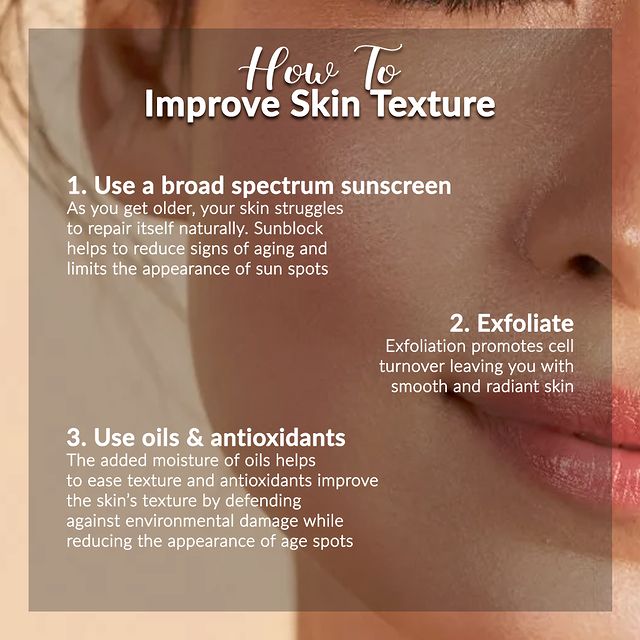 How To
Improve Skin Texture
1. Use a broad spectrum sunscreen
As you get older, your skin struggles
to repair itself naturally. Sunblock
helps to reduce signs of aging and
limits the appearance of sun spots
2. Exfoliate
Exfoliation promotes cell
turnover leaving you with
smooth and radiant skin
3. Use oils & antioxidants
The added moisture of oils helps
to ease texture and antioxidants improve
the skin's texture by defending
against environmental damage while
reducing the appearance of age spots